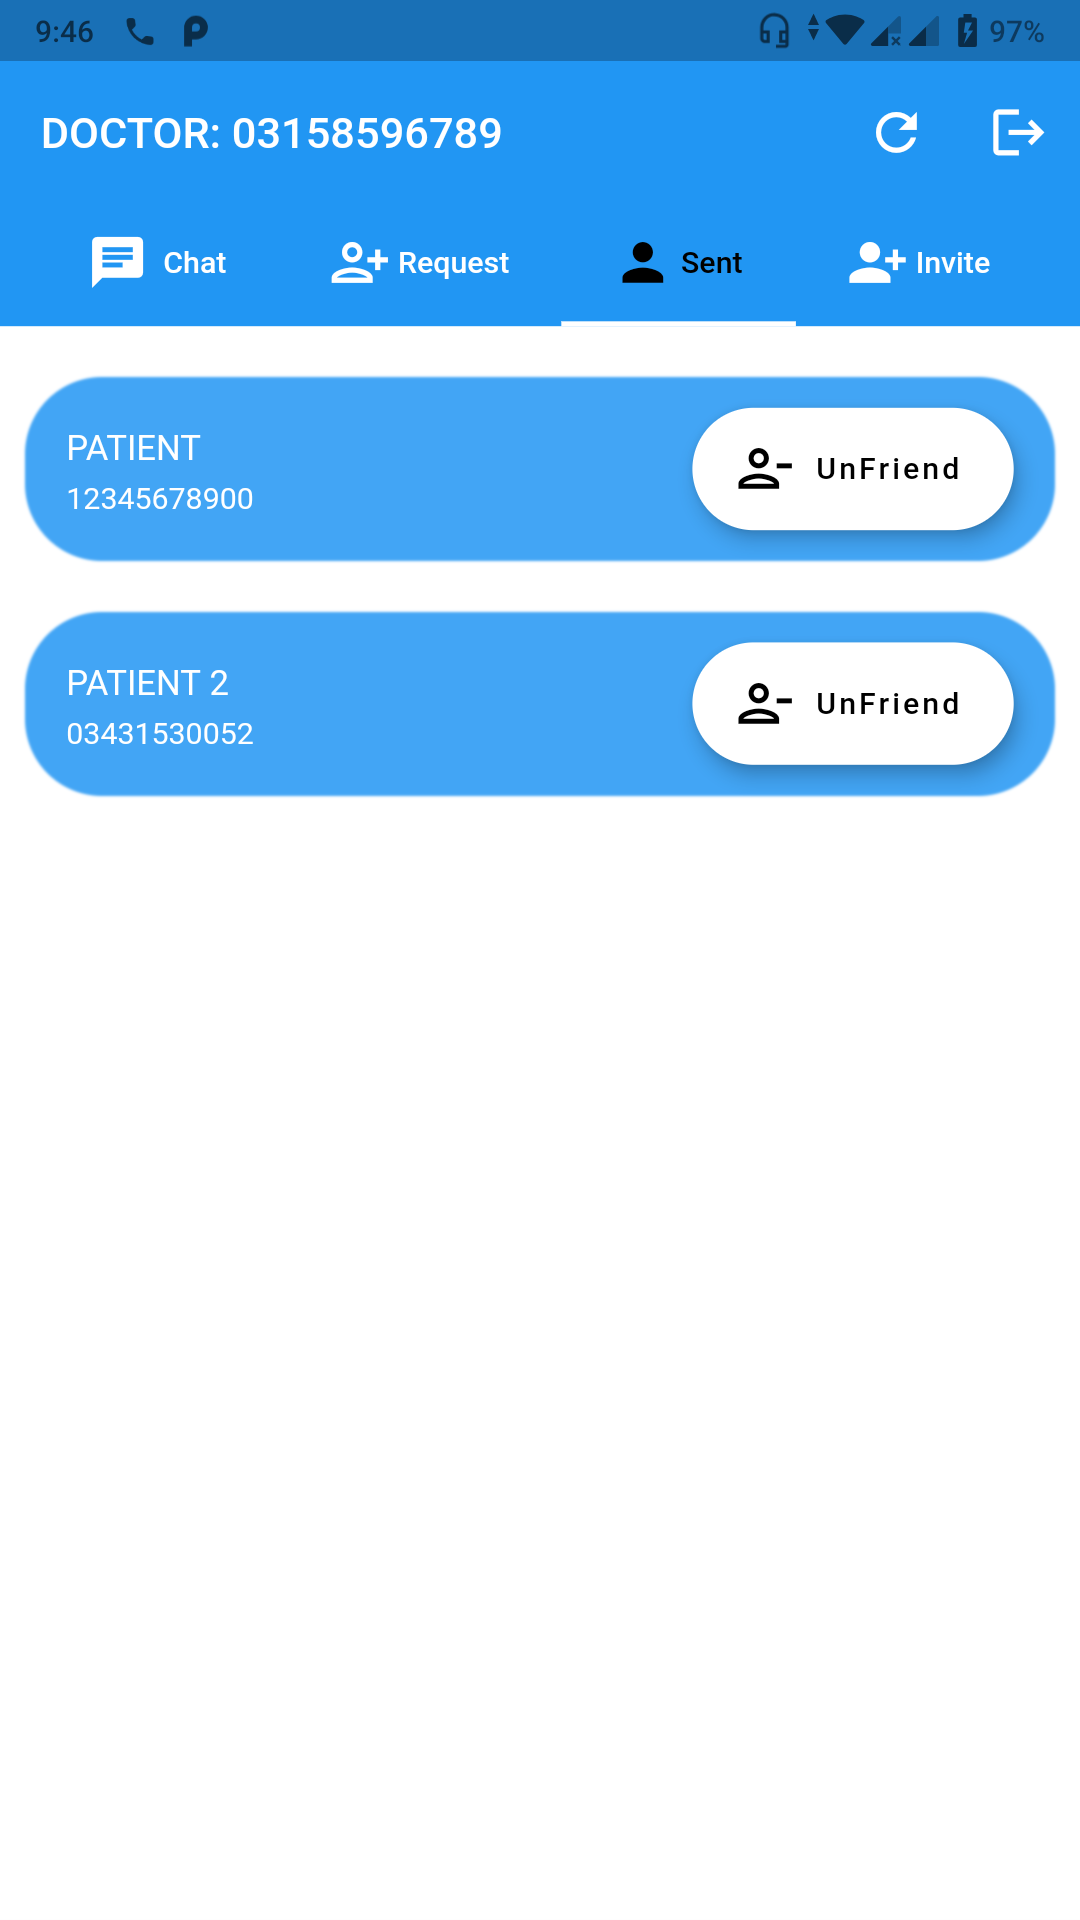 9:46
97%
DOCTOR: 03158596789
Chat
Request
Sent
Invite
PATIENT
12345678900
UnFriend
PATIENT 2
03431530052
UnFriend